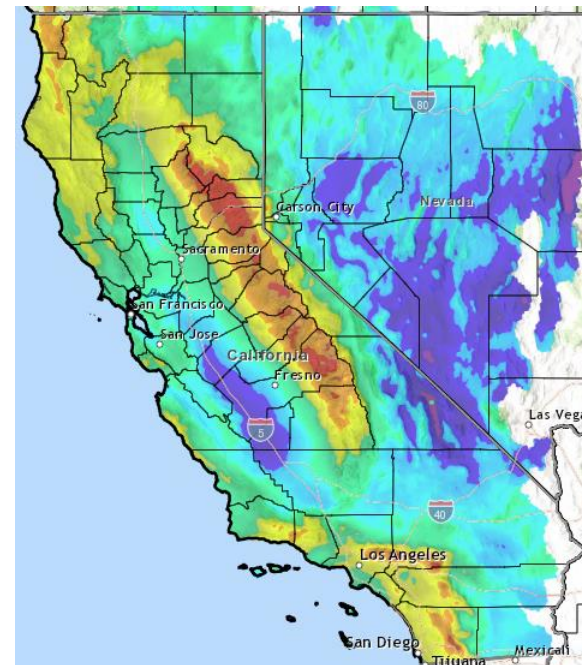 80
Nevada
Carson City
Sacramento
San Francisco
San Jose
California
Fresno
5
Las Vega
40
Los Angeles
San Diego
Tijuana
Mexicali